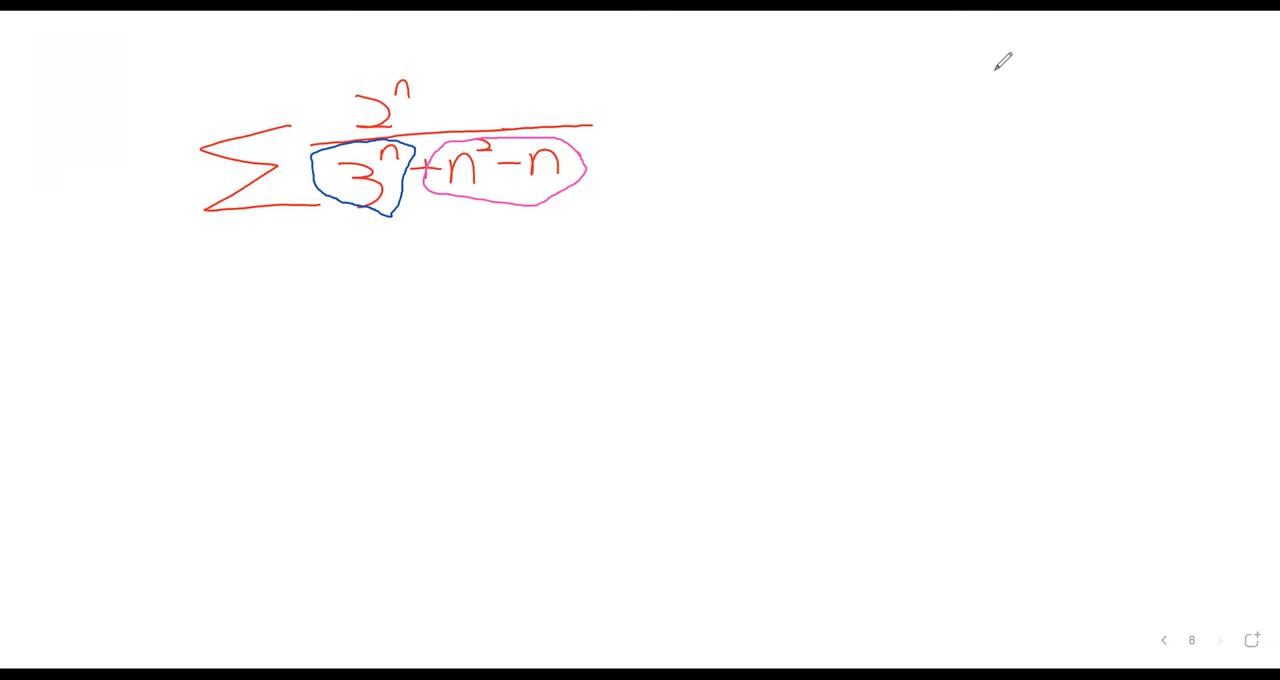 ∑ 2^n / (3^n + n^2 - n)
8